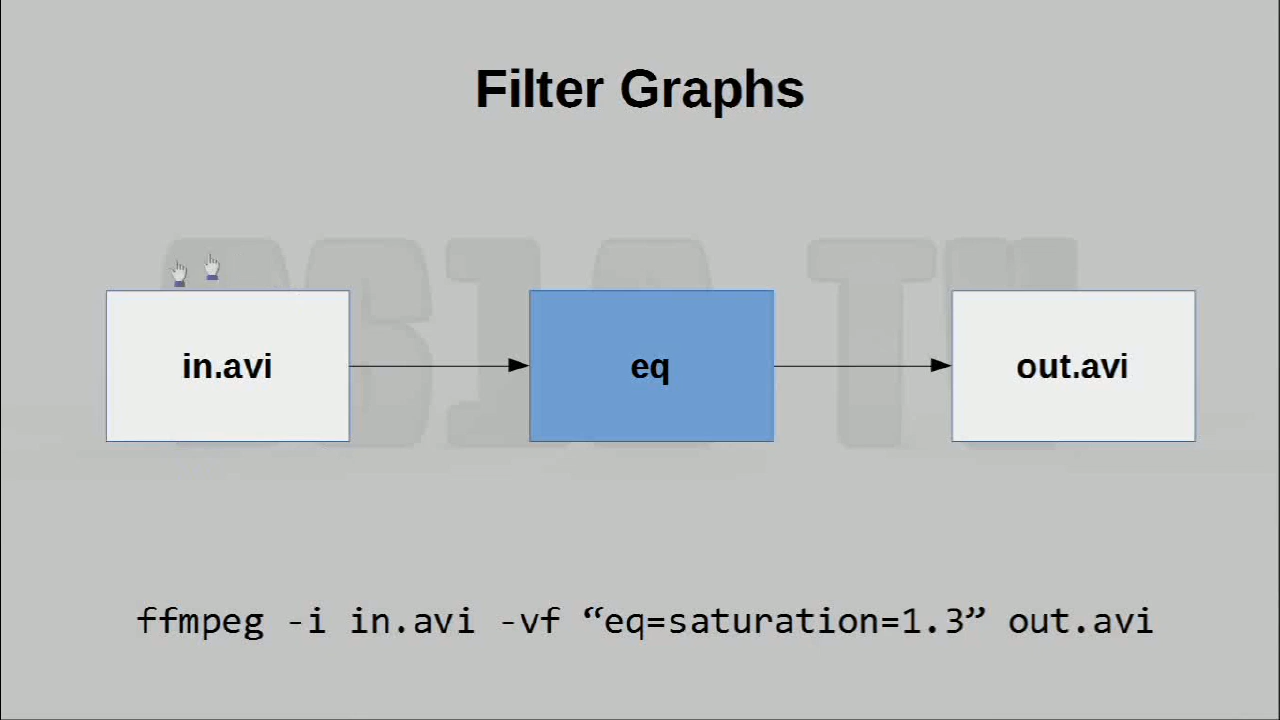 Filter Graphs
in.avi
eq
out.avi
ffmpeg -i in.avi -vf “eq=saturation=1.3” out.avi